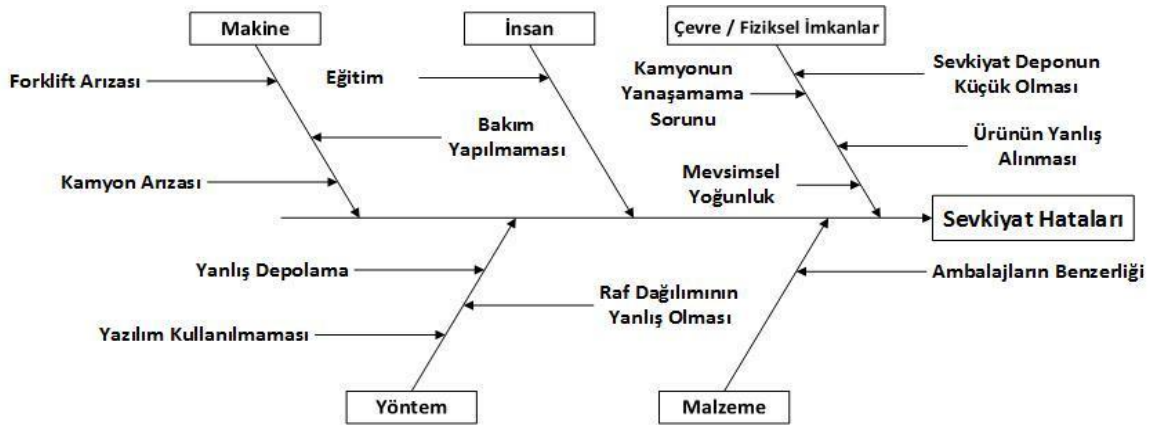 Makine
İnsan
Çevre / Fiziksel İmkanlar
Forklift Arızası
Eğitim
Kamyonun
Yanaşamama
Sorunu
Sevkiyat Deponun
Küçük Olması
Bakım
Yapılmaması
Ürünün Yanlış
Alınması
Kamyon Arızası
Mevsimsel
Yoğunluk
Sevkiyat Hataları
Yanlış Depolama
Raf Dağılımının
Yanlış Olması
Ambalajların Benzerliği
Yazılım Kullanılmaması
Yöntem
Malzeme